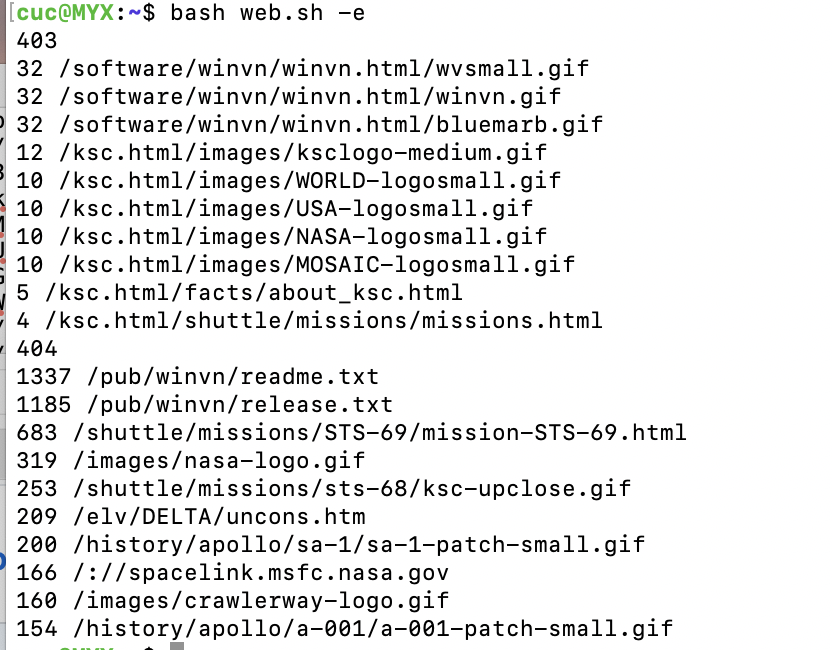 [cuc@MYX:~$ bash web.sh -e
403
32 /software/winvn/winvn.html/wvsmall.gif
32 /software/winvn/winvn.html/winvn.gif
32 /software/winvn/winvn.html/bluemarb.gif
12 /ksc.html/images/ksclogo-medium.gif
10 /ksc.html/images/WORLD-logosmall.gif
10 /ksc.html/images/USA-logosmall.gif
10 /ksc.html/images/NASA-logosmall.gif
10 /ksc.html/images/MOSAIC-logosmall.gif
5 /ksc.html/facts/about_ksc.html
4 /ksc.html/shuttle/missions/missions.html
404
1337 /pub/winvn/readme.txt
1185 /pub/winvn/release.txt
683 /shuttle/missions/STS-69/mission-STS-69.html
319 /images/nasa-logo.gif
253 /shuttle/missions/sts-68/ksc-upclose.gif
209 /elv/DELTA/uncons.htm
200 /history/apollo/sa-1/sa-1-patch-small.gif
166 /://spacelink.msfc.nasa.gov
160 /images/crawlerway-logo.gif
154 /history/apollo/a-001/a-001-patch-small.gif